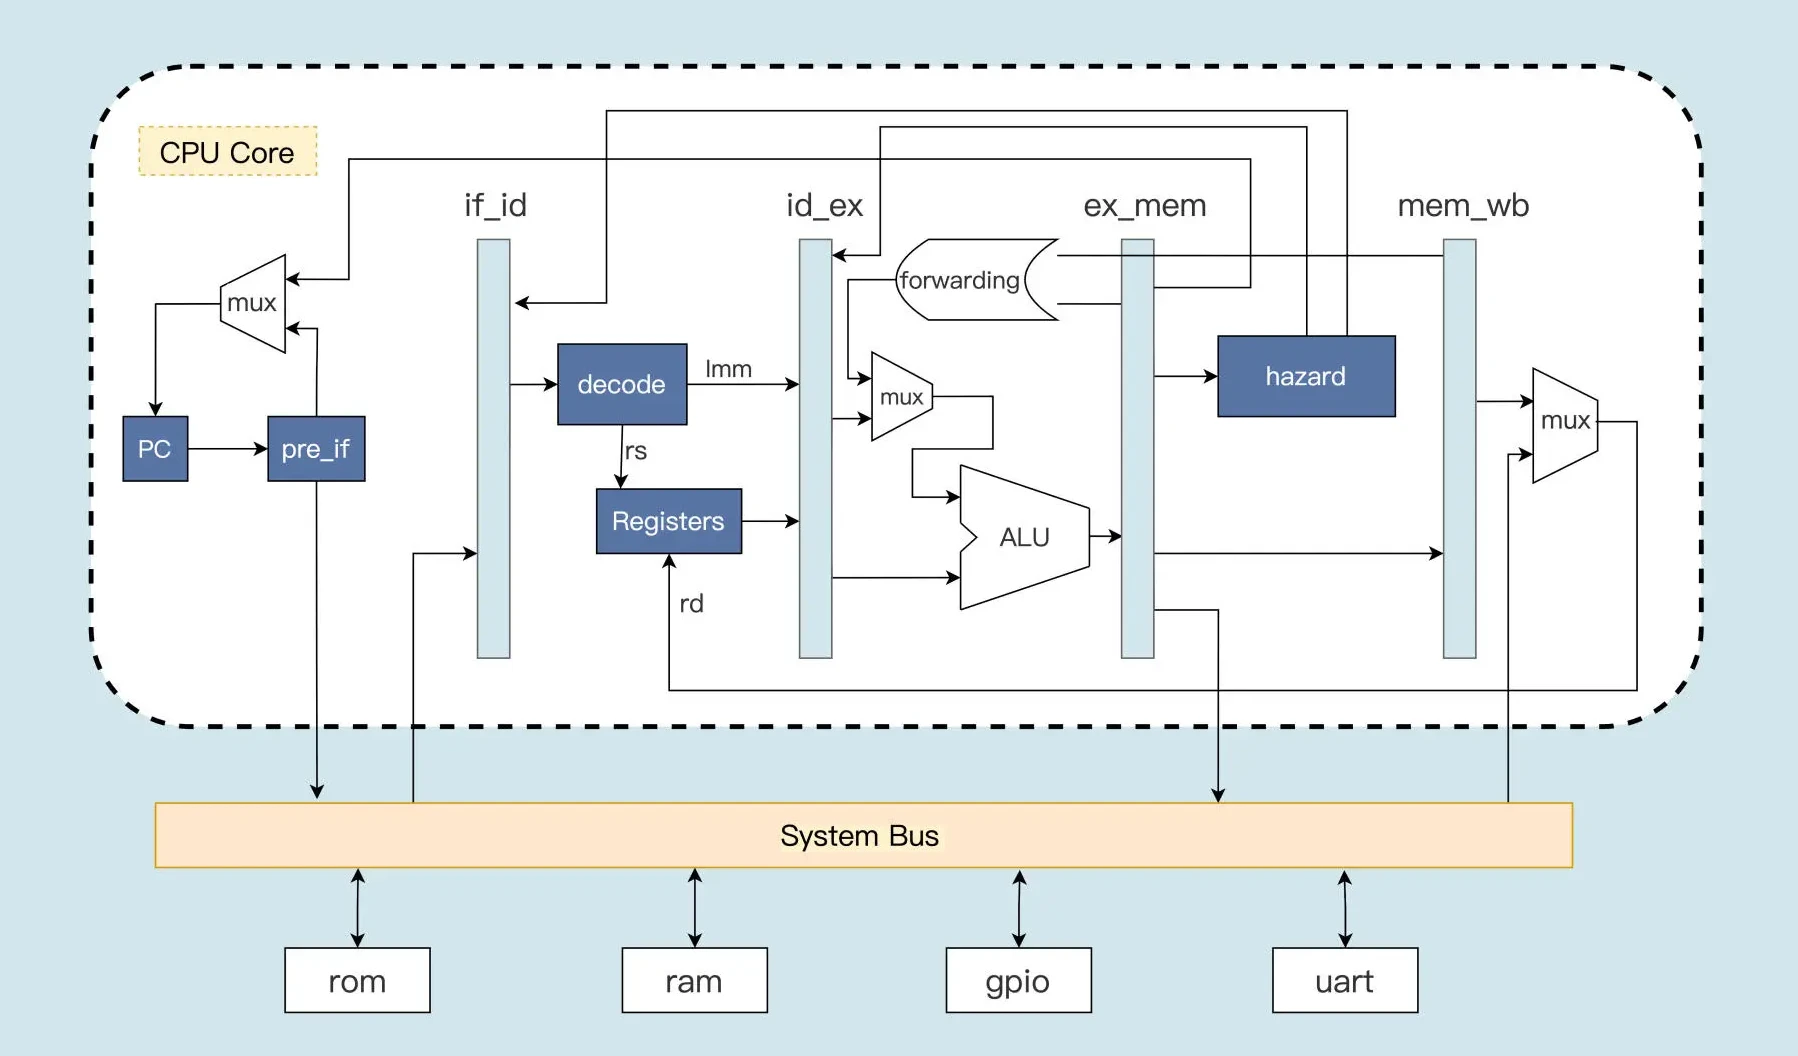 CPU Core
if_id
id_ex
ex_mem
mem_wb
mux
forwarding
decode
Imm
mux
hazard
mux
PC
pre_if
rs
Registers
ALU
rd
System Bus
rom
ram
gpio
uart